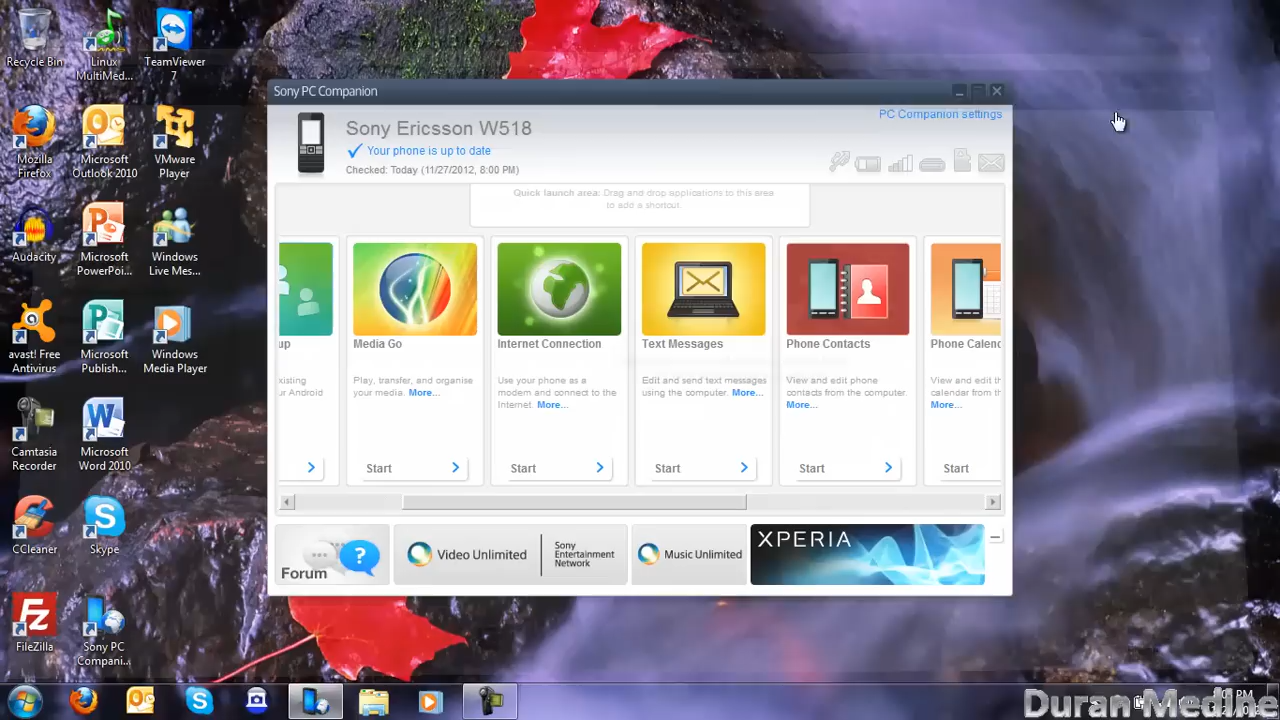 Recycle Bin
Linux MultiMed...
TeamViewer 7
Mozilla Firefox
Microsoft Outlook 2010
VMware Player
Audacity
Microsoft PowerPoi...
Windows Live Mes...
avast! Free Antivirus
Microsoft Publish...
Windows Media Player
Camtasia Recorder
Microsoft Word 2010
CCleaner
Skype
FileZilla
Sony PC Compani...
Sony PC Companion
PC Companion settings
Sony Ericsson W518
Your phone is up to date
Checked: Today (11/27/2012, 8:00 PM)
Quick launch area: Drag and drop applications to this area
to add a shortcut.
up
Media Go
Internet Connection
Text Messages
Phone Contacts
Phone Calend
xisting
ur Android
Play, transfer, and organise
your media. More...
Use your phone as a
modem and connect to the
Internet. More...
Edit and send text messages
using the computer. More...
View and edit phone
contacts from the computer.
More...
View and edit the
calendar from the
More...
Start
Start
Start
Start
Start
Forum
Video Unlimited
Sony
Entertainment
Network
Music Unlimited
XPERIA